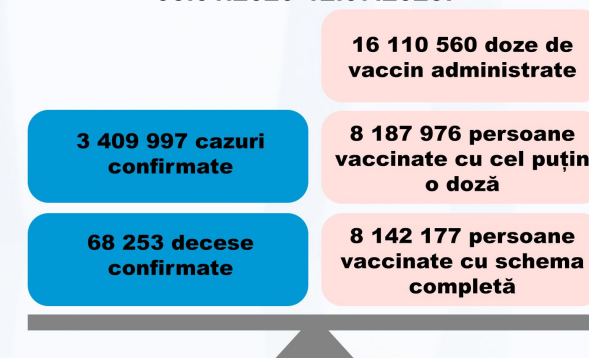 16 110 560 doze de
vaccin administrate
3 409 997 cazuri
confirmate
8 187 976 persoane
vaccinate cu cel puțin
o doză
68 253 decese
confirmate
8 142 177 persoane
vaccinate cu schema
completă